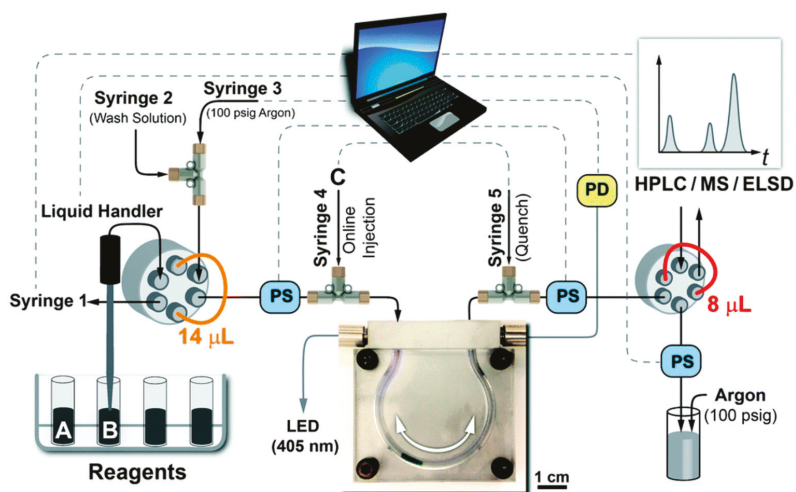 Syringe 2
(Wash Solution)
Syringe 3
(100 psig Argon)
Liquid Handler
Syringe 1
14 μL
A
B
Reagents
PS
Syringe 4
C
Online
Injection
Syringe 5
(Quench)
PS
PD
LED
(405 nm)
1 cm
t
HPLC / MS / ELSD
8 μL
PS
Argon
(100 psig)